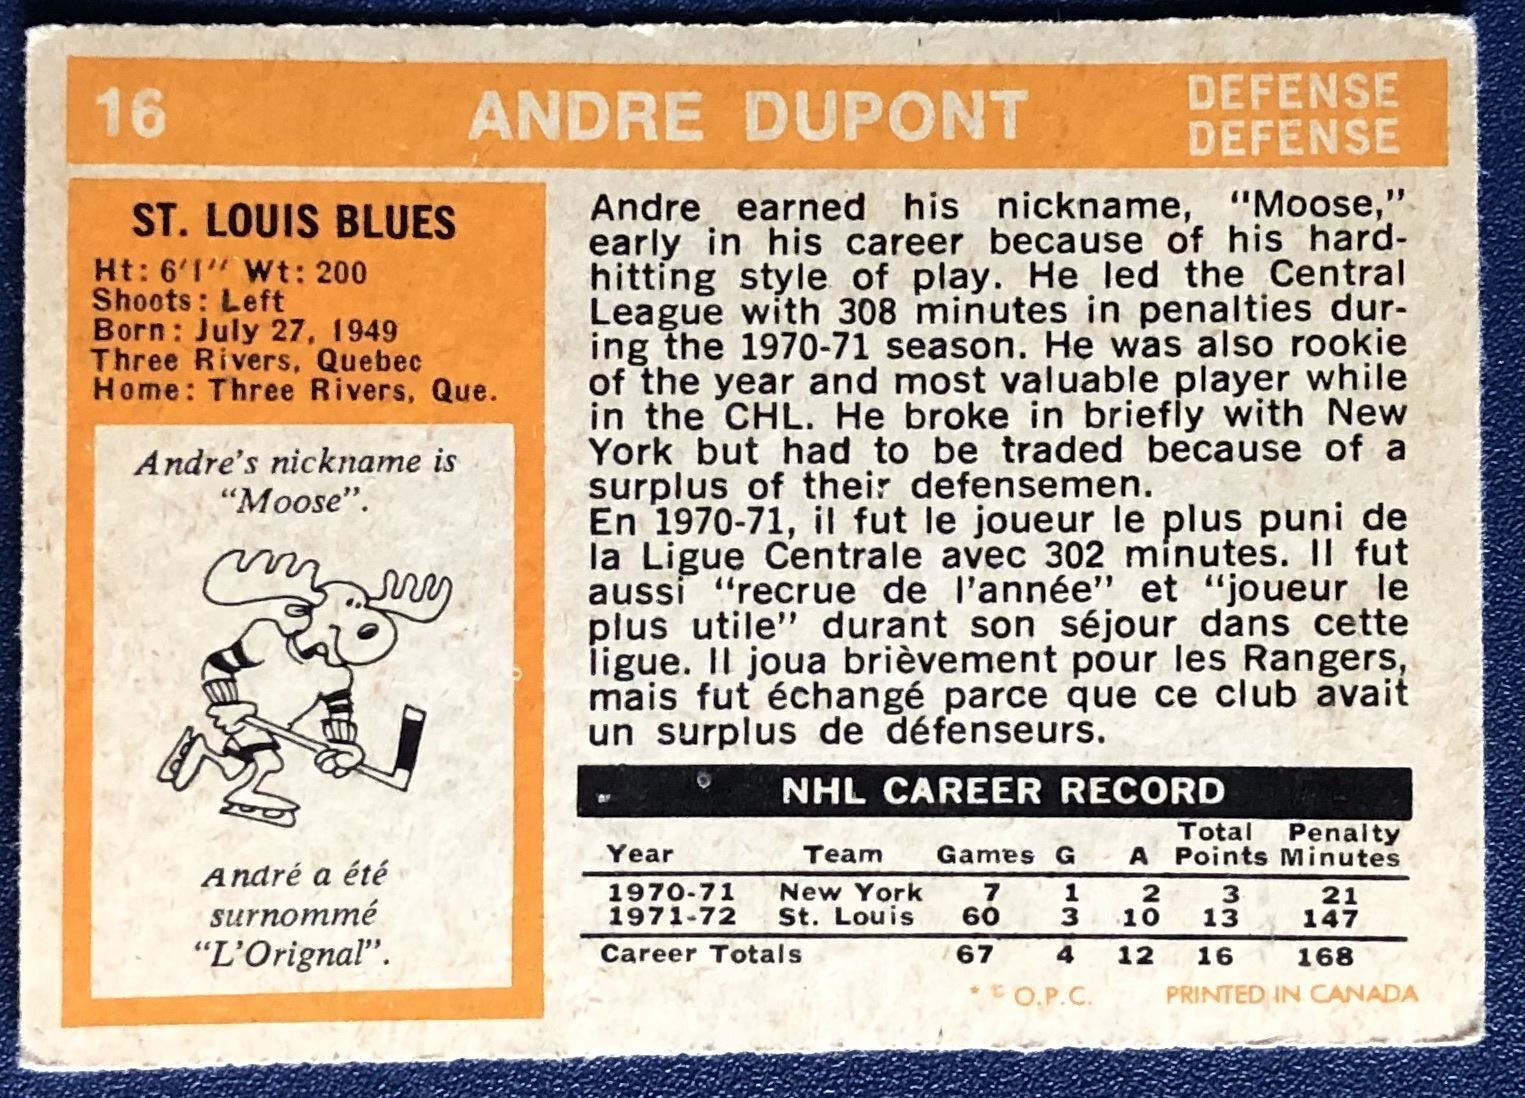 16 ANDRE DUPONT DEFENSE
DEFENSE
ST. LOUIS BLUES
Ht: 6'1" Wt: 200
Shoots: Left
Born: July 27, 1949
Three Rivers, Quebec
Home: Three Rivers, Que.
Andre's nickname is
"Moose".
André a été
surnommé
"L'Orignal".
Andre earned his nickname, "Moose,"
early in his career because of his hard-
hitting style of play. He led the Central
League with 308 minutes in penalties dur-
ing the 1970-71 season. He was also rookie
of the year and most valuable player while
in the CHL. He broke in briefly with New
York but had to be traded because of a
surplus of their defensemen.
En 1970-71, il fut le joueur le plus puni de
la Ligue Centrale avec 302 minutes. Il fut
aussi "recrue de l'année" et "joueur le
plus utile" durant son séjour dans cette
ligue. Il joua brièvement pour les Rangers,
mais fut échangé parce que ce club avait
un surplus de défenseurs.
NHL CAREER RECORD
Total Penalty
Year Team Games G A Points Minutes
1970-71 New York 7 1 2 3 21
1971-72 St. Louis 60 3 10 13 147
Career Totals 67 4 12 16 168
* © O.P.C. PRINTED IN CANADA